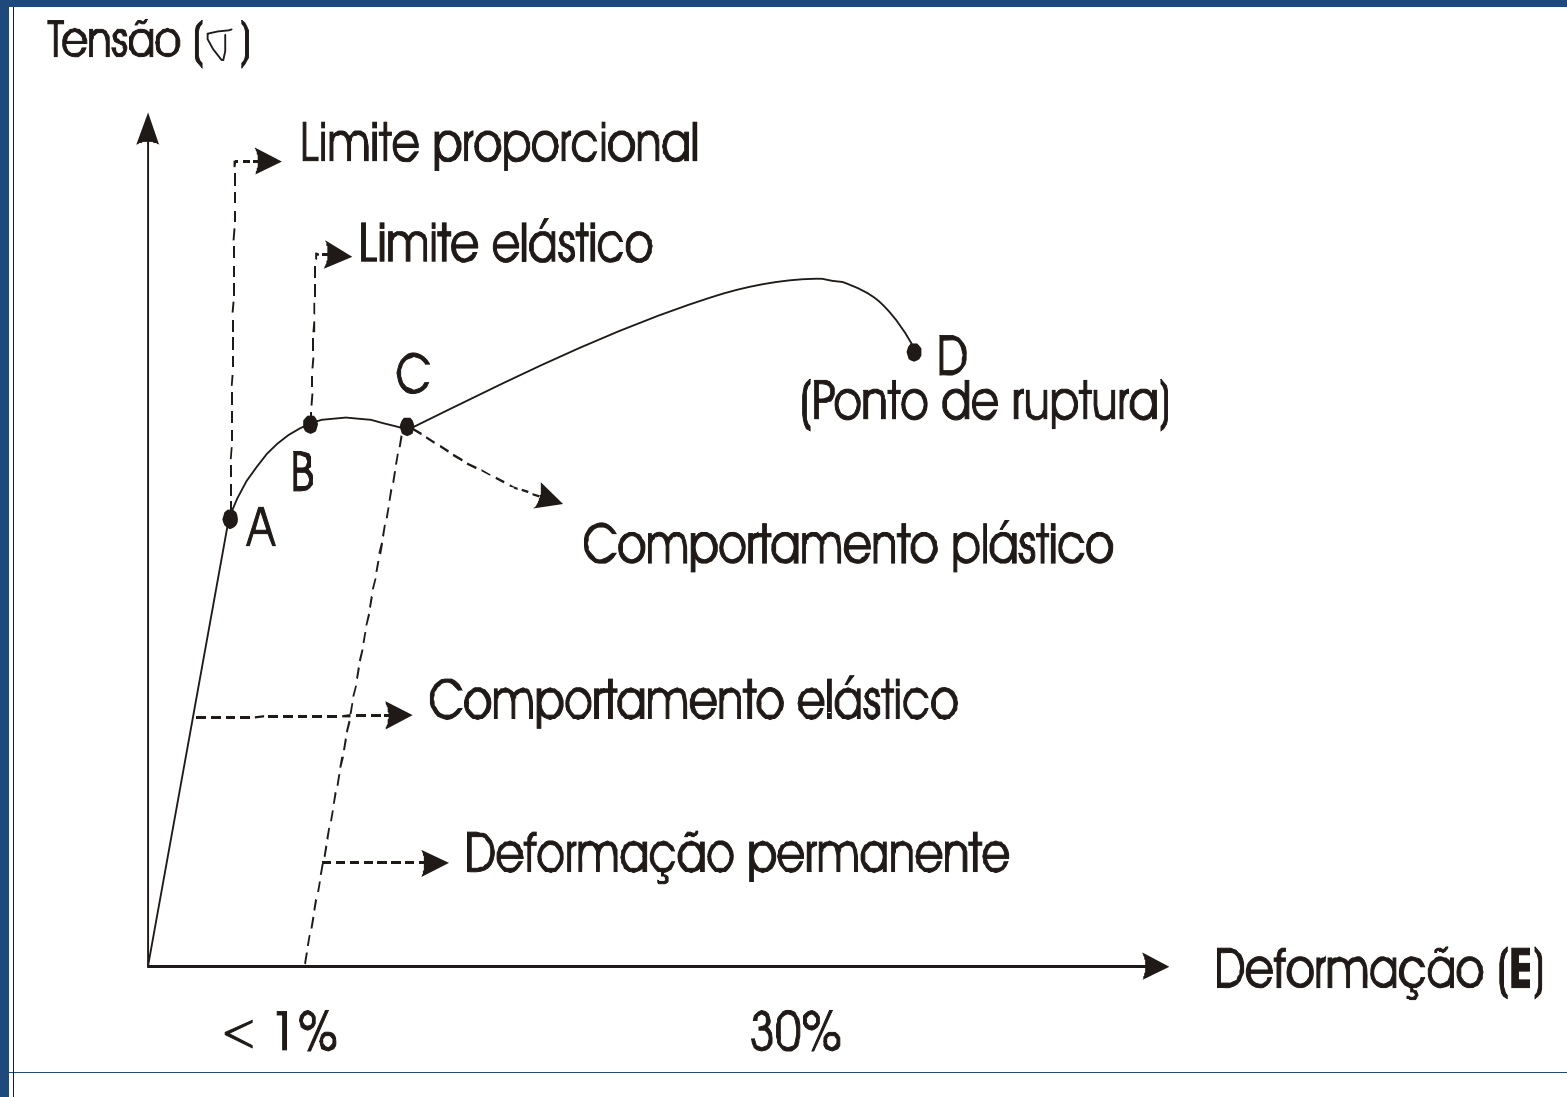 Tensão (σ)
Limite proporcional
Limite elástico
C
D
(Ponto de ruptura)
B
A
Comportamento plástico
Comportamento elástico
Deformação permanente
Deformação (E)
< 1%
30%